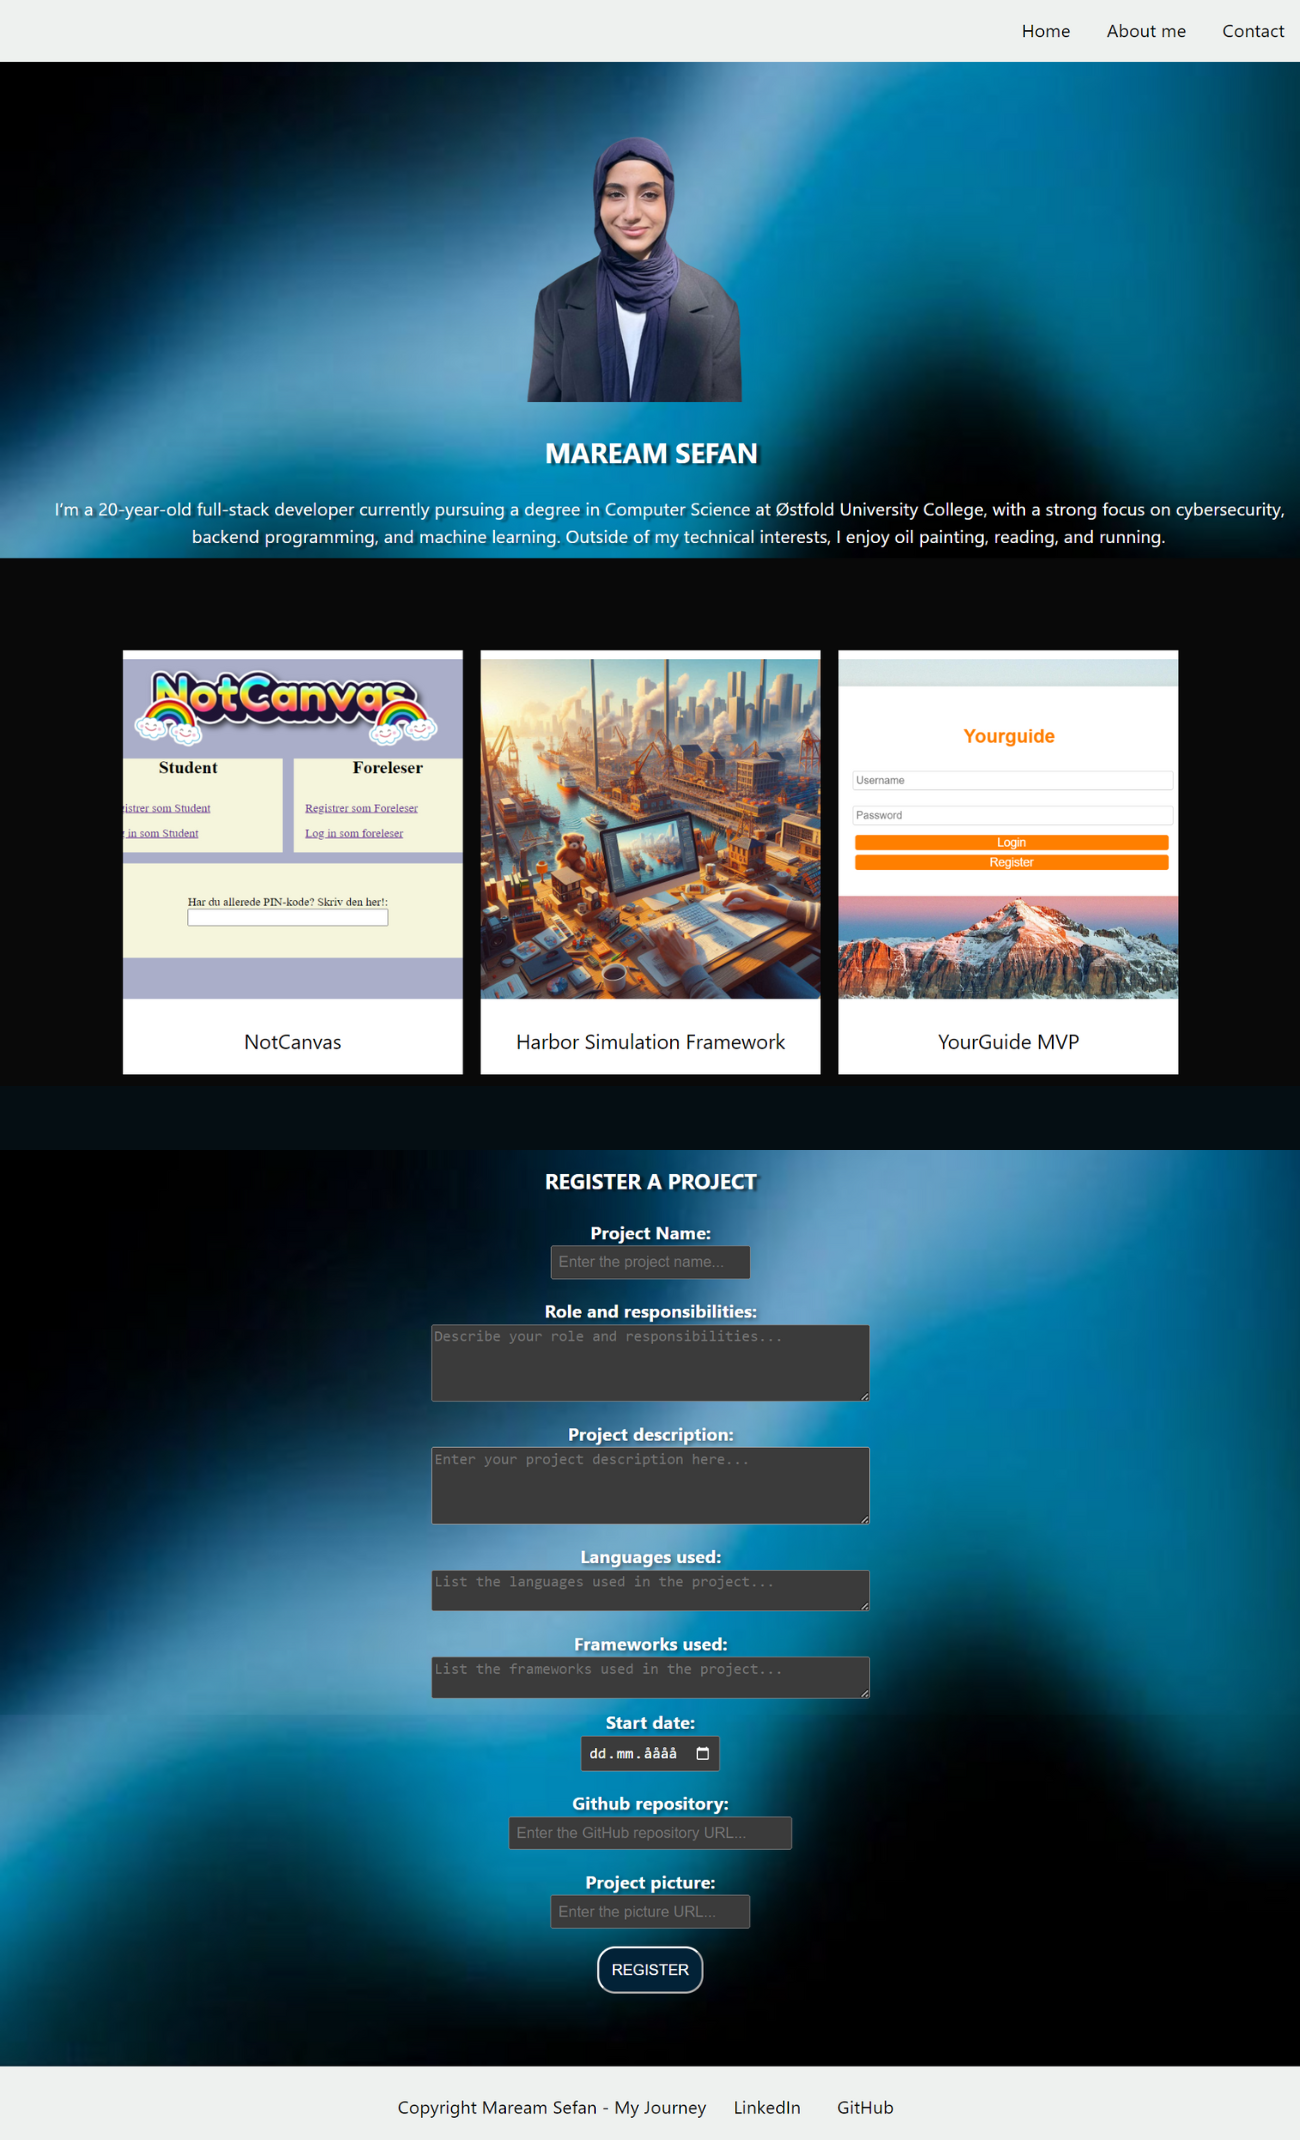 Home About me Contact
MAREAM SEFAN
I'm a 20-year-old full-stack developer currently pursuing a degree in Computer Science at Østfold University College, with a strong focus on cybersecurity,
backend programming, and machine learning. Outside of my technical interests, I enjoy oil painting, reading, and running.
NotCanvas
Student Foreleser
istrer som Student Registrer som Foreleser
in som Student Log in som foreleser
Har du allerede PIN-kode? Skriv den her!:
NotCanvas
Harbor Simulation Framework
Yourguide
Username
Password
Login
Register
YourGuide MVP
REGISTER A PROJECT
Project Name:
Enter the project name...
Role and responsibilities:
Describe your role and responsibilities...
Project description:
Enter your project description here...
Languages used:
List the languages used in the project...
Frameworks used:
List the frameworks used in the project...
Start date:
dd.mm.åååå
Github repository:
Enter the GitHub repository URL...
Project picture:
Enter the picture URL...
REGISTER
Copyright Maream Sefan - My Journey LinkedIn GitHub